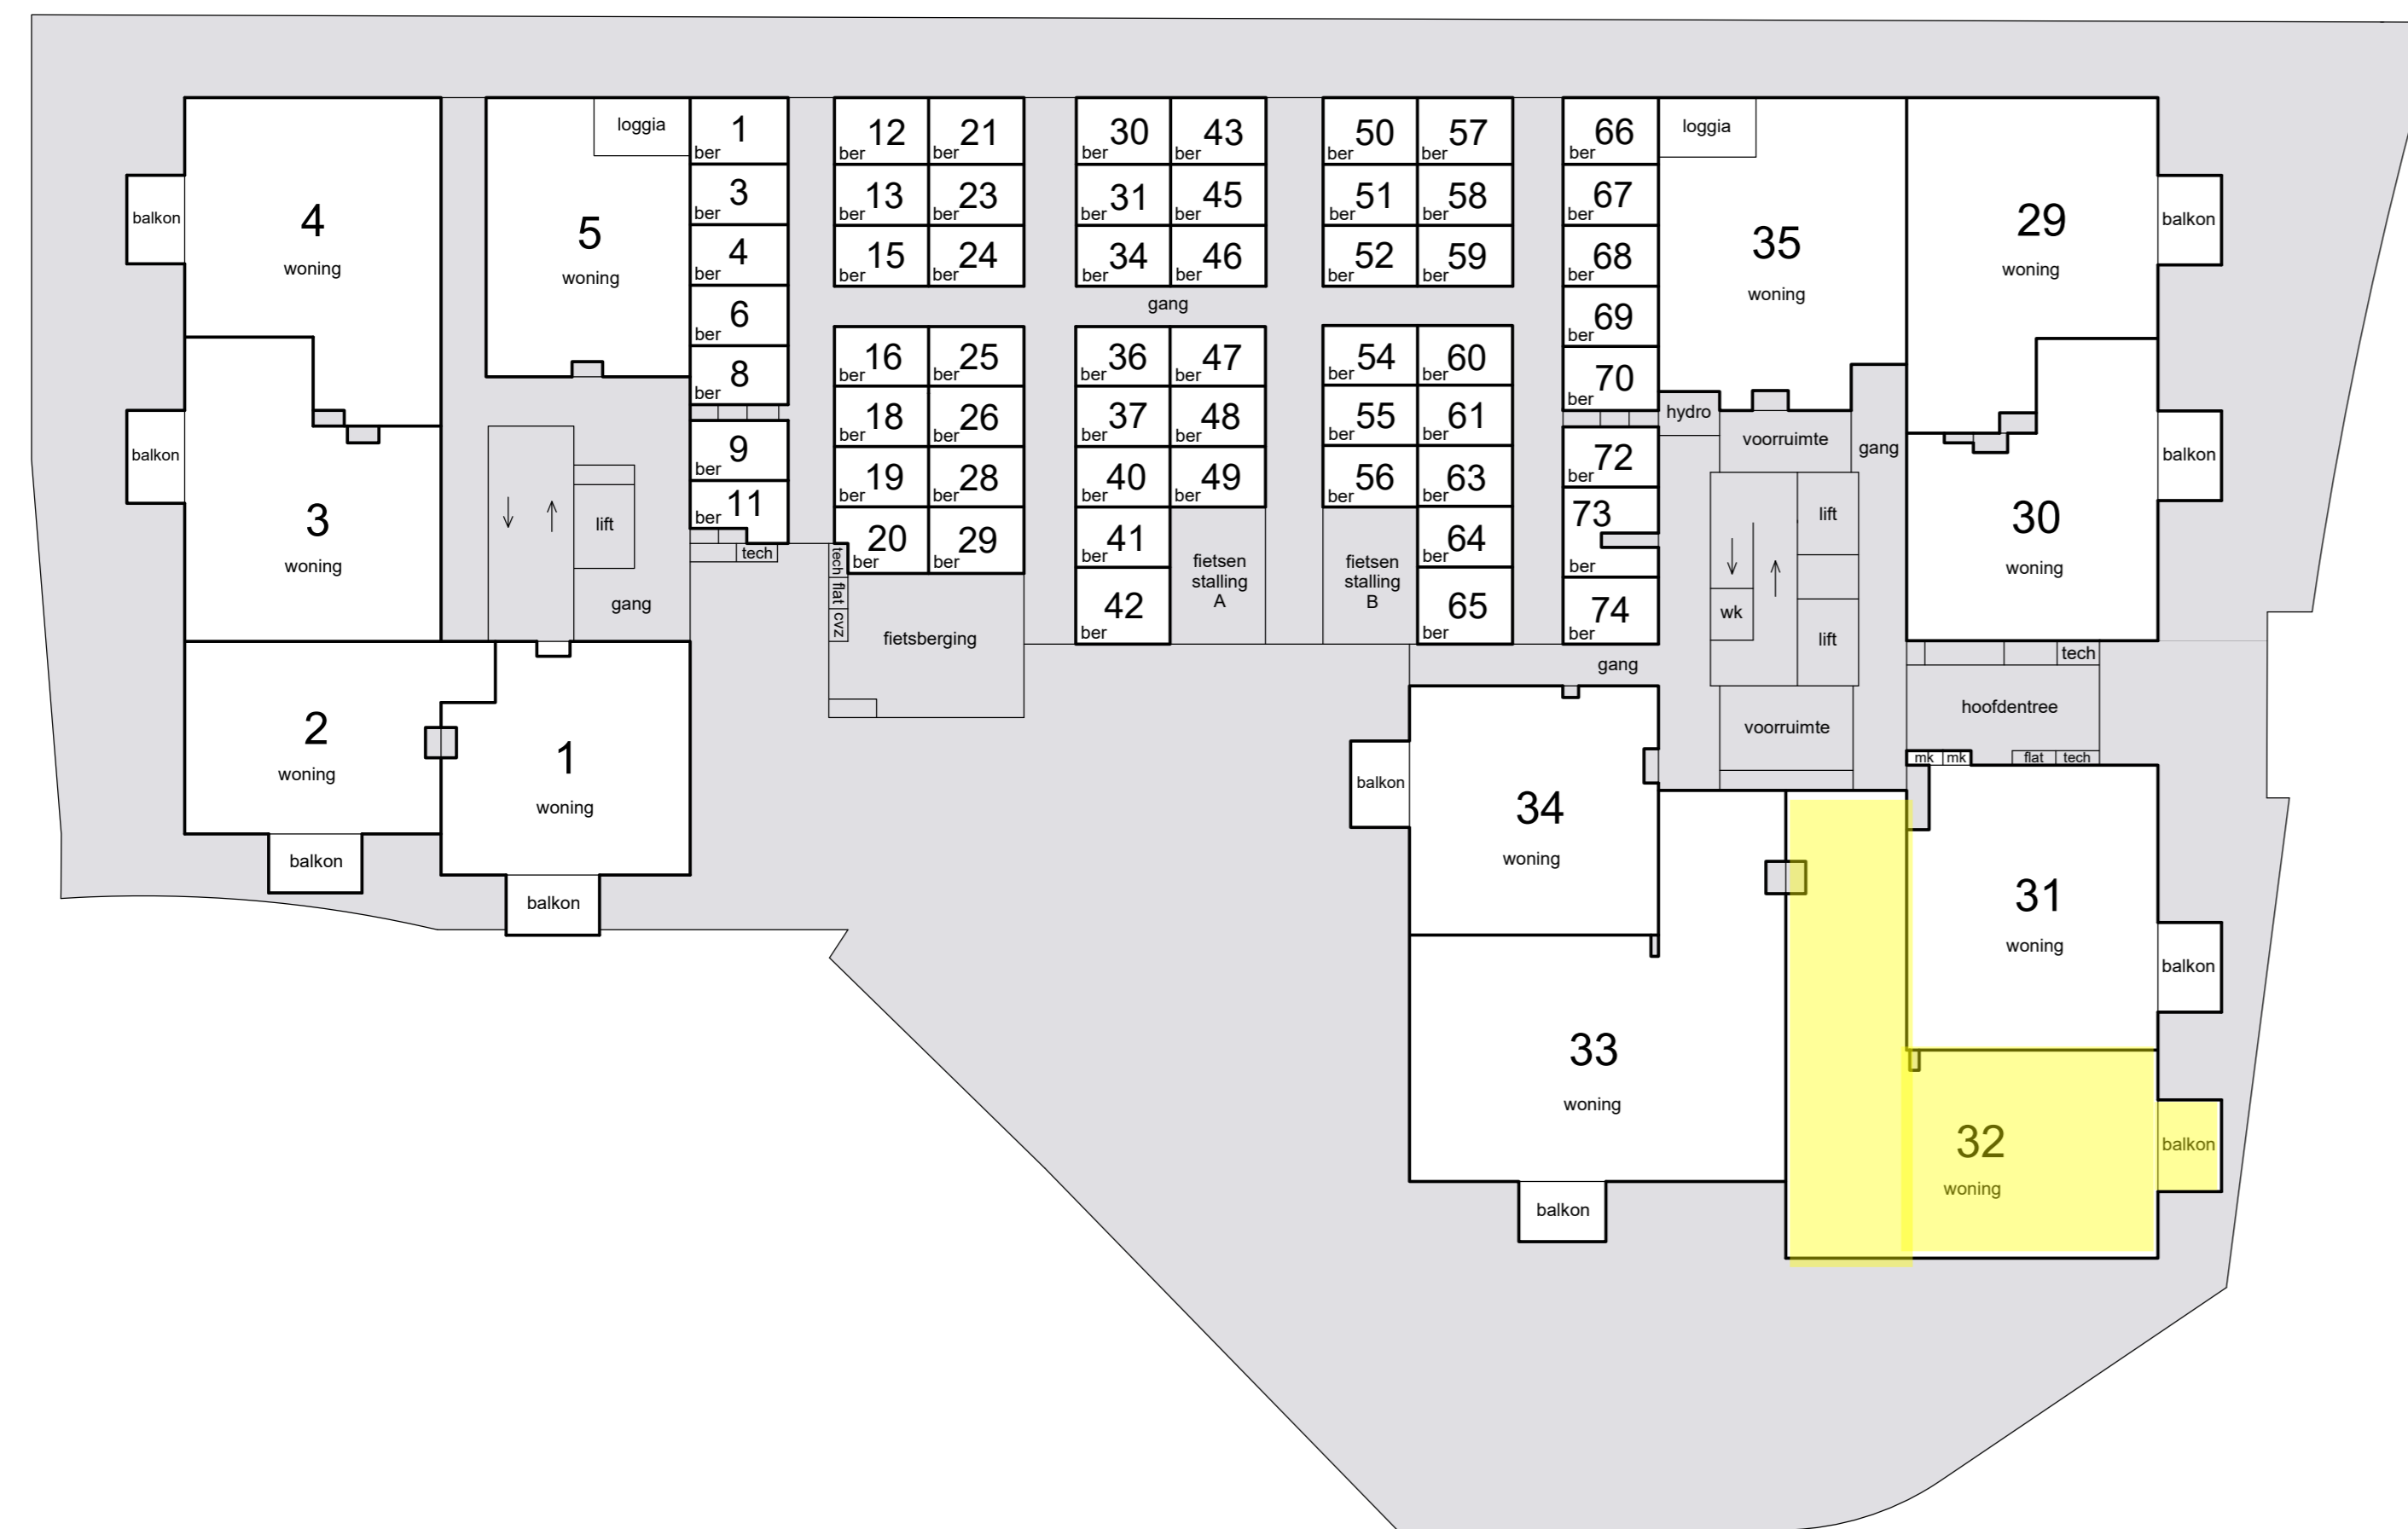 4
woning
balkon
3
woning
balkon
2
woning
balkon
1
woning
balkon
5
woning
loggia
lift
gang
1
ber
3
ber
4
ber
6
ber
8
ber
9
ber
11
ber
tech
12
ber
21
ber
13
ber
23
ber
15
ber
24
ber
16
ber
25
ber
18
ber
26
ber
19
ber
28
ber
20
ber
29
ber
tech
flat
cvz
fietsberging
30
ber
43
ber
31
ber
45
ber
34
ber
46
ber
gang
36
ber
47
ber
37
ber
48
ber
40
ber
49
ber
41
ber
42
ber
fietsen
stalling
A
50
ber
57
ber
51
ber
58
ber
52
ber
59
ber
54
ber
60
ber
55
ber
61
ber
56
ber
63
ber
64
ber
65
ber
fietsen
stalling
B
66
ber
67
ber
68
ber
69
ber
70
ber
72
ber
73
ber
74
ber
loggia
35
woning
hydro
voorruimte
gang
lift
wk
lift
gang
voorruimte
29
woning
balkon
30
woning
balkon
tech
hoofdentree
mk
mk
flat
tech
34
woning
balkon
33
woning
balkon
31
woning
balkon
32
woning
balkon